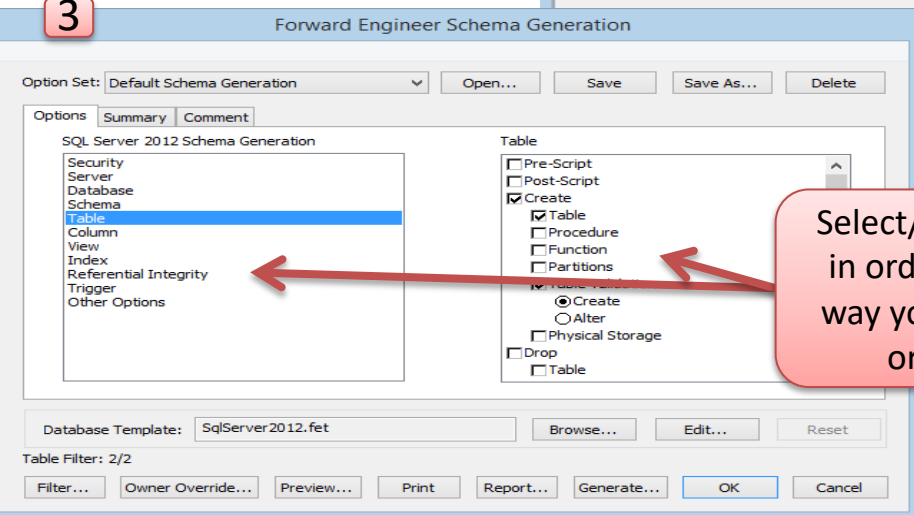 3
Forward Engineer Schema Generation
Option Set: Default Schema Generation Open... Save Save As... Delete
Options Summary Comment
SQL Server 2012 Schema Generation
Security
Server
Database
Schema
Table
Column
View
Index
Referential Integrity
Trigger
Other Options
Table
Pre-Script
Post-Script
Create
Table
Procedure
Function
Partitions
Table
Create
Alter
Physical Storage
Drop
Table
Select/
in
way
Database Template: SqlServer2012.fet Browse... Edit... Reset
Table Filter: 2/2
Filter... Owner Override... Preview... Print Report... Generate... OK Cancel